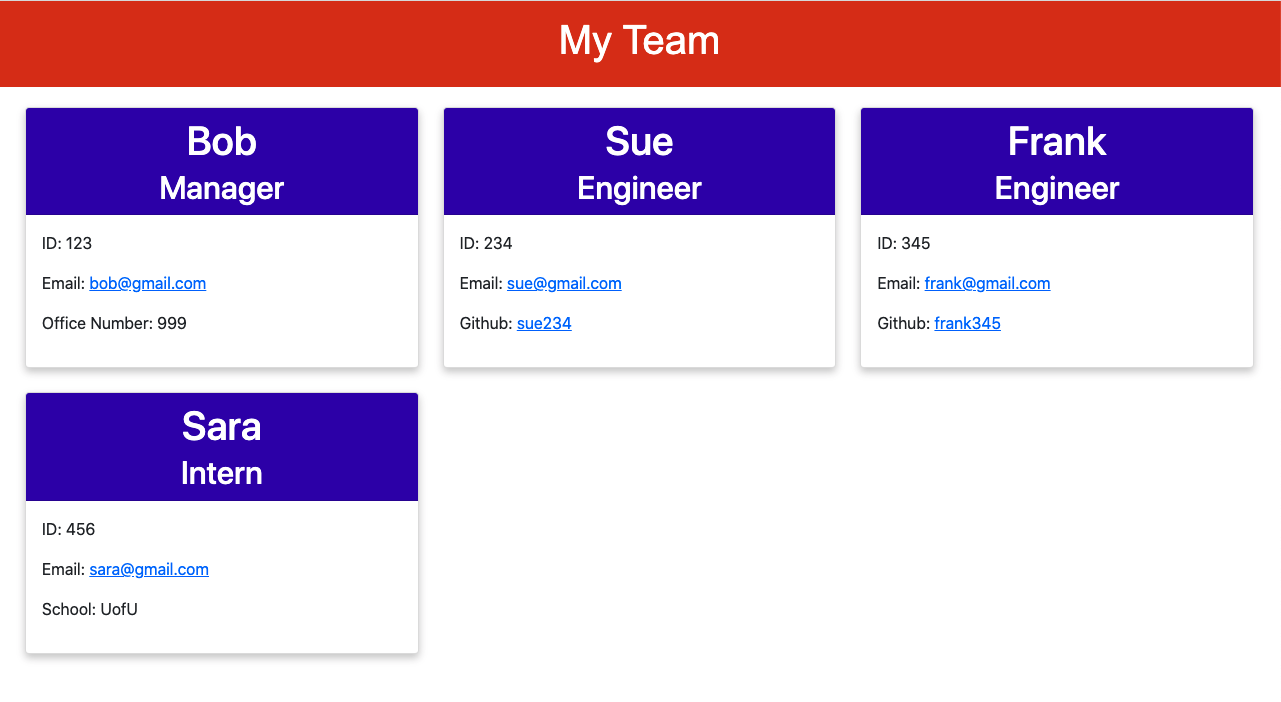 My Team
Bob
Manager
ID: 123
Email: bob@gmail.com
Office Number: 999
Sue
Engineer
ID: 234
Email: sue@gmail.com
Github: sue234
Frank
Engineer
ID: 345
Email: frank@gmail.com
Github: frank345
Sara
Intern
ID: 456
Email: sara@gmail.com
School: UofU